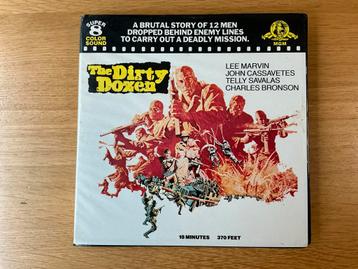 SUPER
8
COLOR
SOUND
A BRUTAL STORY OF 12 MEN
DROPPED BEHIND ENEMY LINES
TO CARRY OUT A DEADLY MISSION.
MGM
The Dirty
Dozen
LEE MARVIN
JOHN CASSAVETES
TELLY SAVALAS
CHARLES BRONSON
18 MINUTES 370 FEET